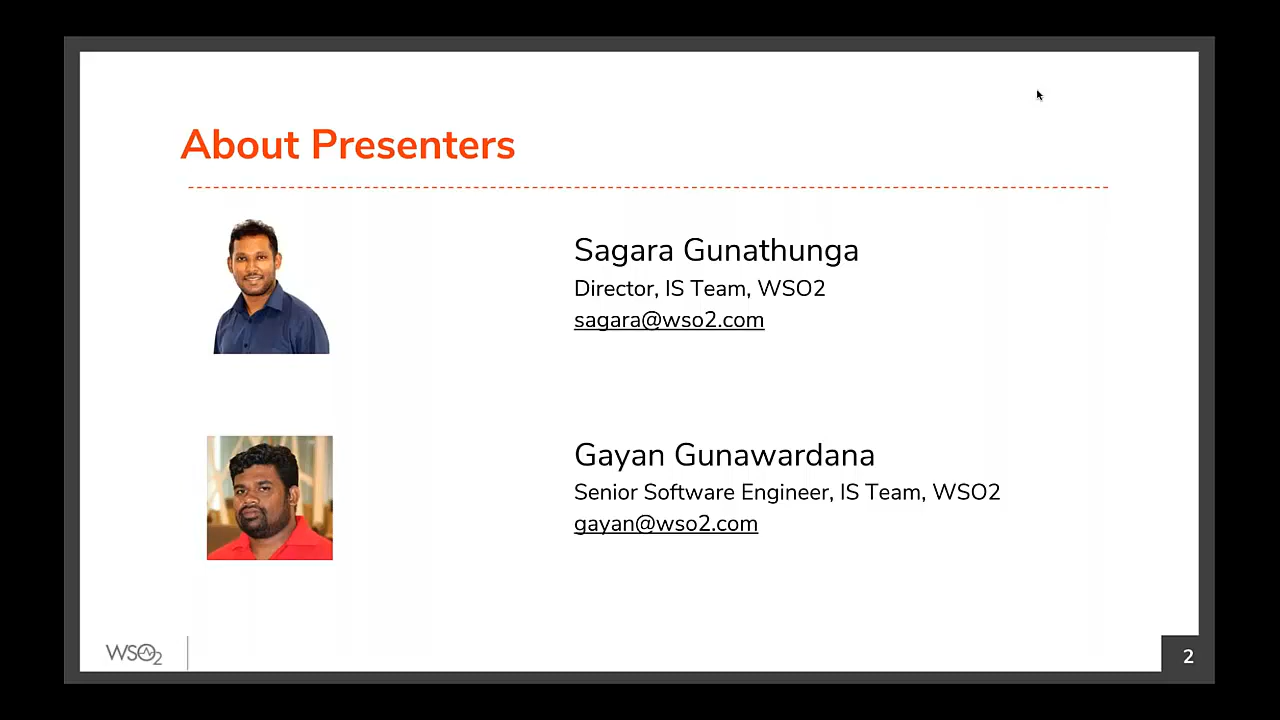 About Presenters
Sagara Gunathunga
Director, IS Team, WSO2
sagara@wso2.com
Gayan Gunawardana
Senior Software Engineer, IS Team, WSO2
gayan@wso2.com
WSO2
2